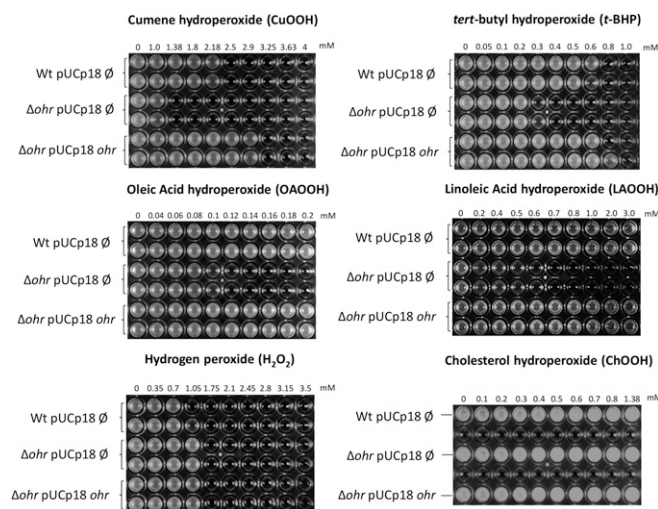 Cumene hydroperoxide (CuOOH)
0 1.0 1.38 1.8 2.18 2.5 2.9 3.25 3.63 4 mM
Wt pUCp18 Ø
Δohr pUCp18 Ø
Δohr pUCp18 ohr
tert-butyl hydroperoxide (t-BHP)
0 0.05 0.1 0.2 0.3 0.4 0.5 0.6 0.8 1.0 mM
Wt pUCp18 Ø
Δohr pUCp18 Ø
Δohr pUCp18 ohr
Oleic Acid hydroperoxide (OAOOH)
0 0.04 0.06 0.08 0.1 0.12 0.14 0.16 0.18 0.2 mM
Wt pUCp18 Ø
Δohr pUCp18 Ø
Δohr pUCp18 ohr
Linoleic Acid hydroperoxide (LAOOH)
0 0.2 0.4 0.5 0.6 0.7 0.8 1.0 2.0 3.0 mM
Wt pUCp18 Ø
Δohr pUCp18 Ø
Δohr pUCp18 ohr
Hydrogen peroxide (H₂O₂)
0 0.35 0.7 1.05 1.75 2.1 2.45 2.8 3.15 3.5 mM
Wt pUCp18 Ø
Δohr pUCp18 Ø
Δohr pUCp18 ohr
Cholesterol hydroperoxide (ChOOH)
0 0.1 0.2 0.3 0.4 0.5 0.6 0.7 0.8 1.38 mM
Wt pUCp18 Ø
Δohr pUCp18 Ø
Δohr pUCp18 ohr